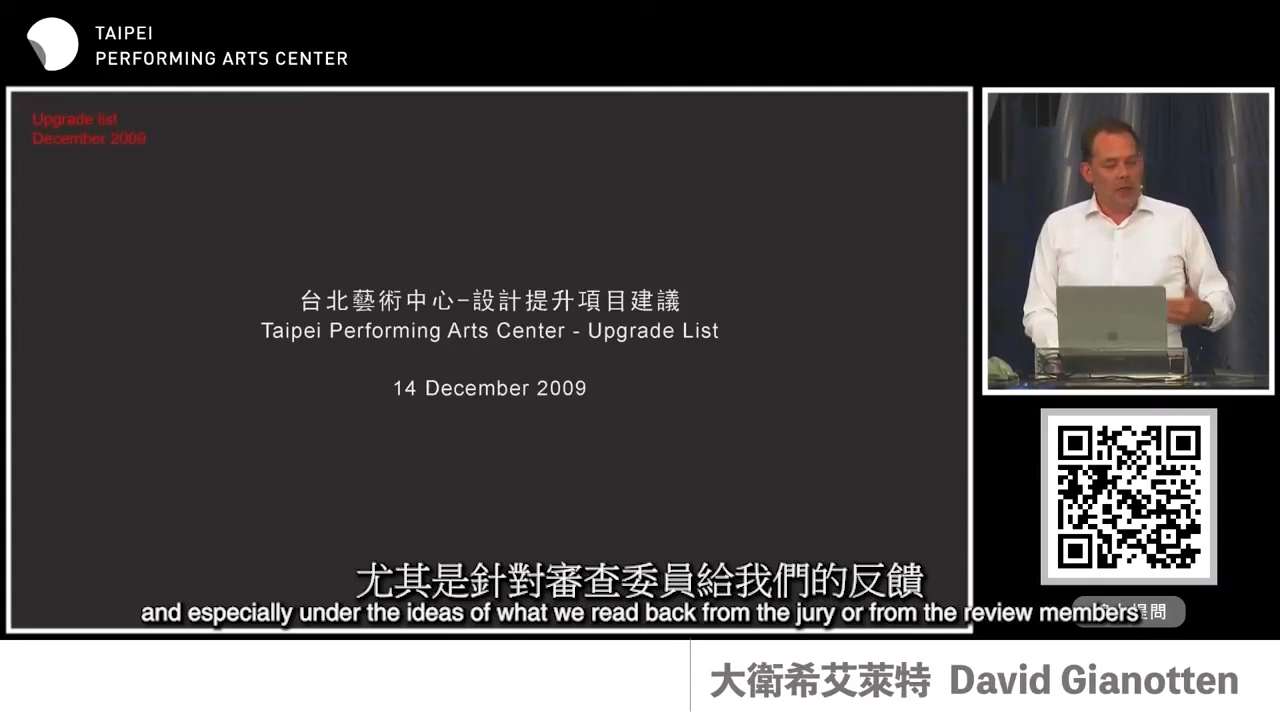 TAIPEI
PERFORMING ARTS CENTER
Upgrade list
December 2009
台北藝術中心-設計提升項目建議
Taipei Performing Arts Center - Upgrade List
14 December 2009
尤其是針對審查委員給我們的反饋
and especially under the ideas of what we read back from the jury or from the review members
提問
大衛希艾萊特 David Gianotten